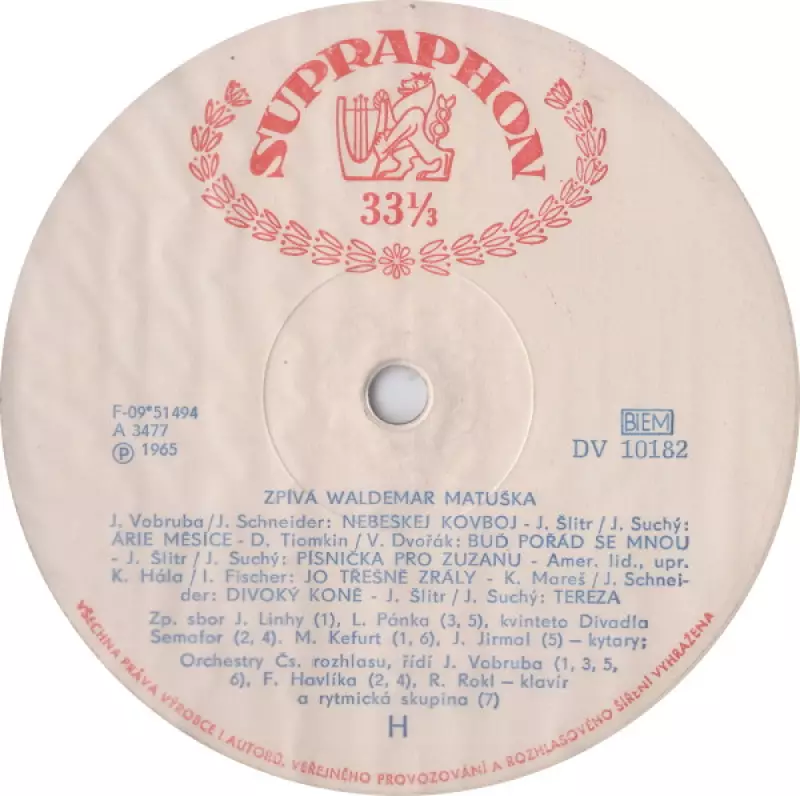 SUPRAPHON
33⅓
F-09*51494
A 3477
Ⓟ 1965
BIEM
DV 10182
ZPÍVÁ WALDEMAR MATUŠKA
J. Vobruba/J. Schneider: NEBESKEJ KOVBOJ - J. Šlitr/J. Suchý:
ÁRIE MĚSÍCE - D. Tiomkin/V. Dvořák: BUĎ POŘÁD SE MNOU
- J. Šlitr/J. Suchý: PÍSNIČKA PRO ZUZANU - Amer. lid., upr.
K. Hála/I. Fischer: JO TŘEŠNĚ ZRÁLY - K. Mareš/J. Schnei-
der: DIVOKÝ KONĚ - J. Šlitr/J. Suchý: TEREZA
Zp. sbor J. Linhy (1), L. Pánka (3, 5), kvinteto Divadla
Semafor (2, 4). M. Kefurt (1, 6), J. Jirmal (5) – kytary;
Orchestry Čs. rozhlasu, řídí J. Vobruba (1, 3, 5,
6), F. Havlíka (2, 4), R. Rokl – klavír
a rytmická skupina (7)
H
VŠECHNA PRÁVA VÝROBCE I AUTORŮ, VEŘEJNÉHO PROVOZOVÁNÍ A ROZHLASOVÉHO ŠÍŘENÍ VYHRAŽENA